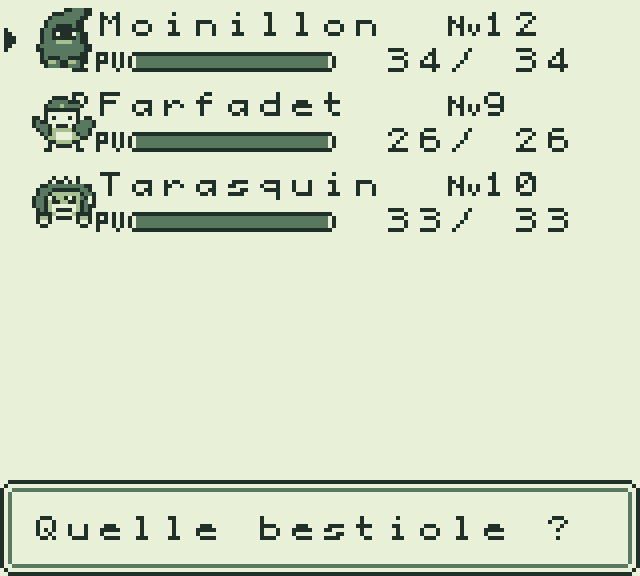 Moinillon Nv12
PV 34/ 34
Farfadet Nv9
PV 26/ 26
Tarasquin Nv10
PV 33/ 33
Quelle bestiole ?